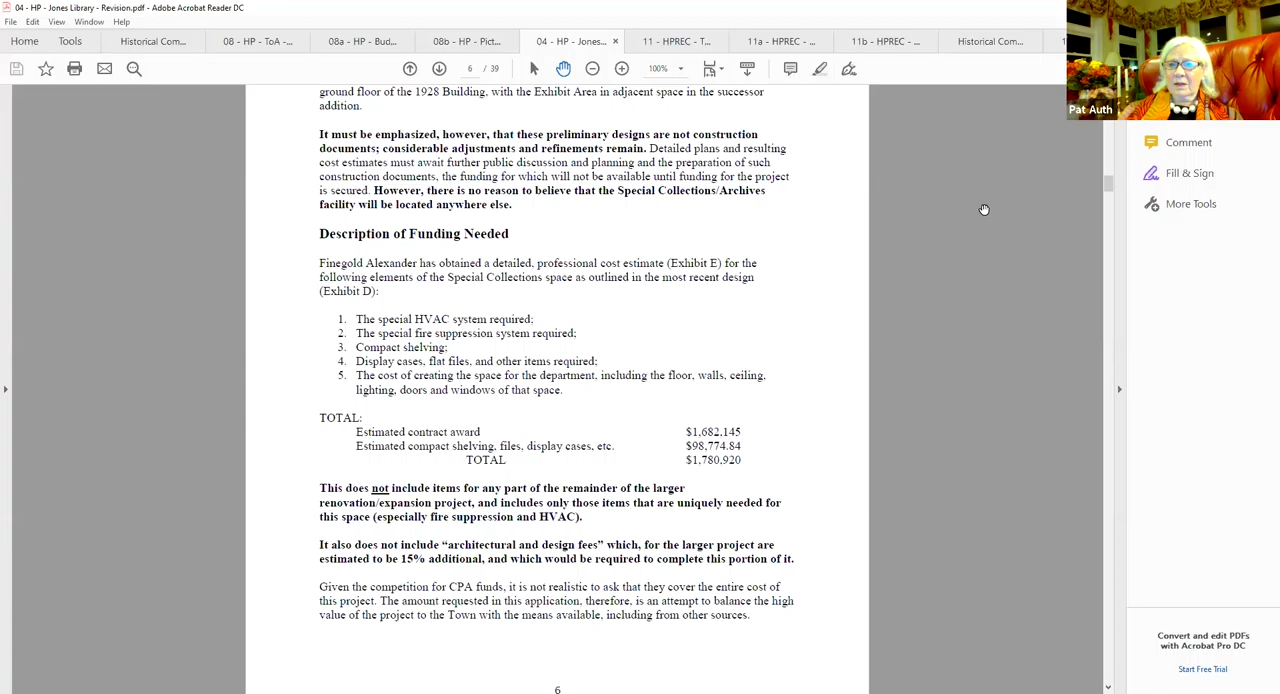 04 - HP - Jones Library - Revision.pdf - Adobe Acrobat Reader DC
File Edit View Window Help
Home Tools Historical Com... 08 - HP - ToA -... 08a - HP - Bud... 08b - HP - Pict... 04 - HP - Jones... × 11 - HPREC - T... 11a - HPREC - ... 11b - HPREC - ... Historical Com...
6 / 39 100%
Pat Auth
Comment
Fill & Sign
More Tools
ground floor of the 1928 Building, with the Exhibit Area in adjacent space in the successor
addition.
It must be emphasized, however, that these preliminary designs are not construction
documents; considerable adjustments and refinements remain. Detailed plans and resulting
cost estimates must await further public discussion and planning and the preparation of such
construction documents, the funding for which will not be available until funding for the project
is secured. However, there is no reason to believe that the Special Collections/Archives
facility will be located anywhere else.
Description of Funding Needed
Finegold Alexander has obtained a detailed, professional cost estimate (Exhibit E) for the
following elements of the Special Collections space as outlined in the most recent design
(Exhibit D):
1. The special HVAC system required;
2. The special fire suppression system required;
3. Compact shelving;
4. Display cases, flat files, and other items required;
5. The cost of creating the space for the department, including the floor, walls, ceiling,
lighting, doors and windows of that space.
TOTAL:
Estimated contract award $1,682,145
Estimated compact shelving, files, display cases, etc. $98,774.84
TOTAL $1,780,920
This does not include items for any part of the remainder of the larger
renovation/expansion project, and includes only those items that are uniquely needed for
this space (especially fire suppression and HVAC).
It also does not include “architectural and design fees” which, for the larger project are
estimated to be 15% additional, and which would be required to complete this portion of it.
Given the competition for CPA funds, it is not realistic to ask that they cover the entire cost of
this project. The amount requested in this application, therefore, is an attempt to balance the high
value of the project to the Town with the means available, including from other sources.
6
Convert and edit PDFs
with Acrobat Pro DC
Start Free Trial